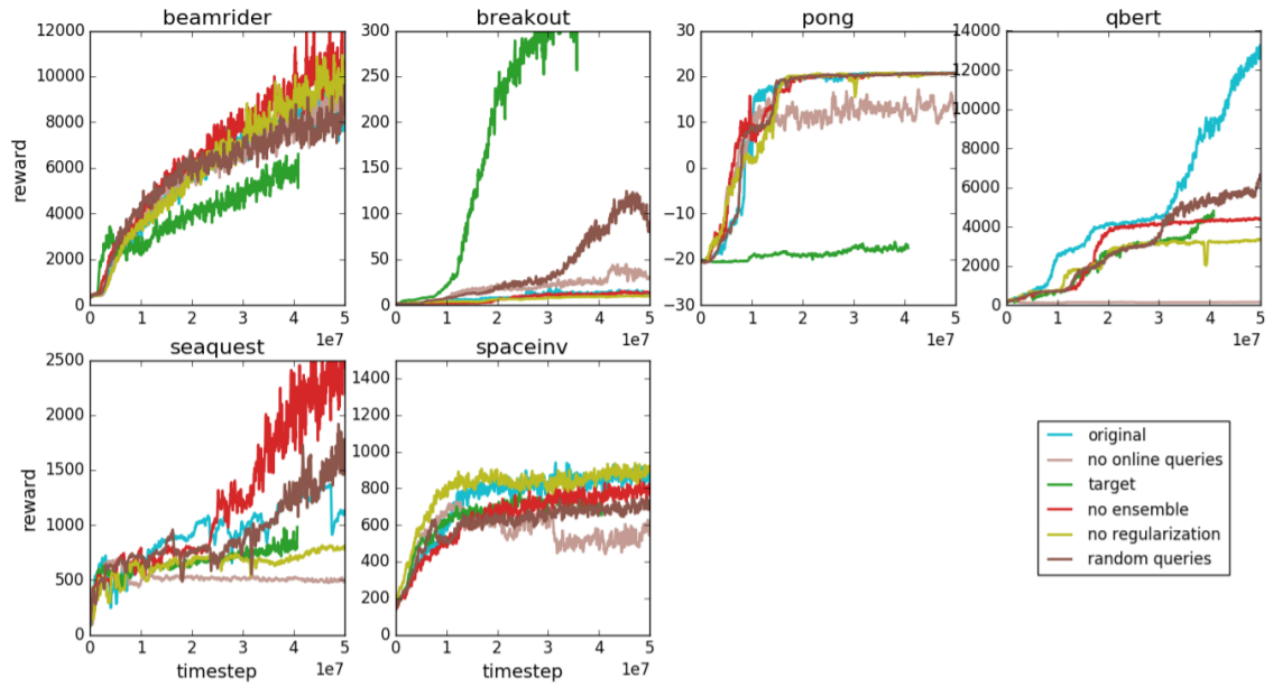 beamrider
breakout
pong
qbert
12000
10000
8000
6000
4000
2000
0
reward
0 1 2 3 4 5
1e7
300
250
200
150
100
50
0
0 1 2 3 4 5
1e7
30
20
10
0
−10
−20
−30
0 1 2 3 4 5
1e7
14000
12000
10000
8000
6000
4000
2000
0
0 1 2 3 4 5
1e7
seaquest
spaceinv
2500
2000
1500
1000
500
0
reward
0 1 2 3 4 5
timestep
1e7
1400
1200
1000
800
600
400
200
0
0 1 2 3 4 5
timestep
1e7
original
no online queries
target
no ensemble
no regularization
random queries